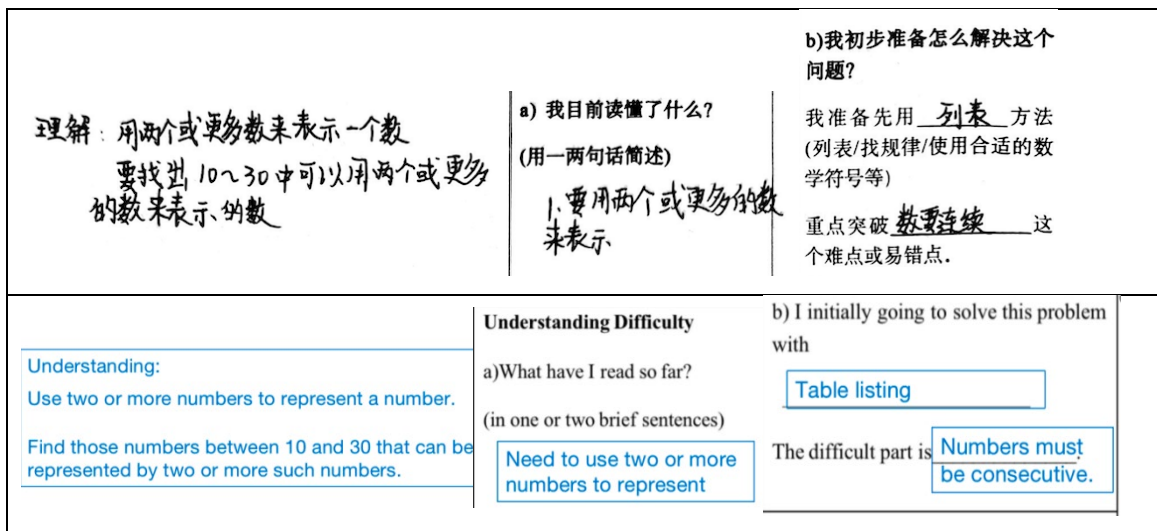 理解：用两个或更多数来表示一个数
要找出10~30中可以用两个或更多
的数来表示的数
a) 我目前读懂了什么?
(用一两句话简述)
1、要用两个或更多的数
来表示
b)我初步准备怎么解决这个
问题?
我准备先用 列表 方法
(列表/找规律/使用合适的数
学符号等)
重点突破 数要连续 这
个难点或易错点.
Understanding:
Use two or more numbers to represent a number.
Find those numbers between 10 and 30 that can be
represented by two or more such numbers.
Understanding Difficulty
a)What have I read so far?
(in one or two brief sentences)
Need to use two or more
numbers to represent
b) I initially going to solve this problem
with
Table listing
The difficult part is Numbers must
be consecutive.